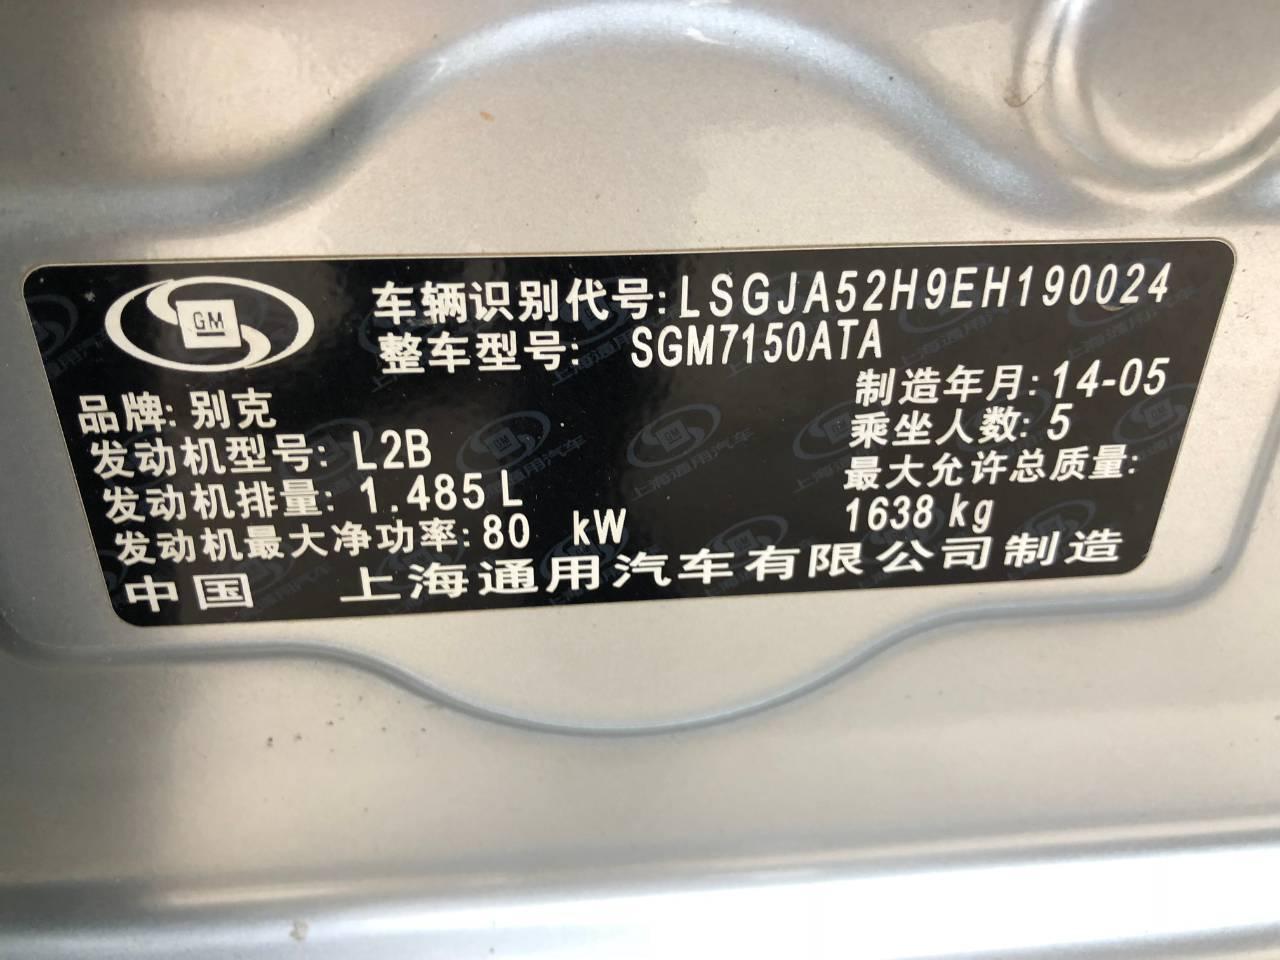 GM
车辆识别代号:LSGJA52H9EH190024
整车型号: SGM7150ATA
制造年月:14-05
品牌:别克
乘坐人数:5
发动机型号: L2B
最大允许总质量:
发动机排量: 1.485L
1638kg
发动机最大净功率:80 kW
中国 上海通用汽车有限公司制造